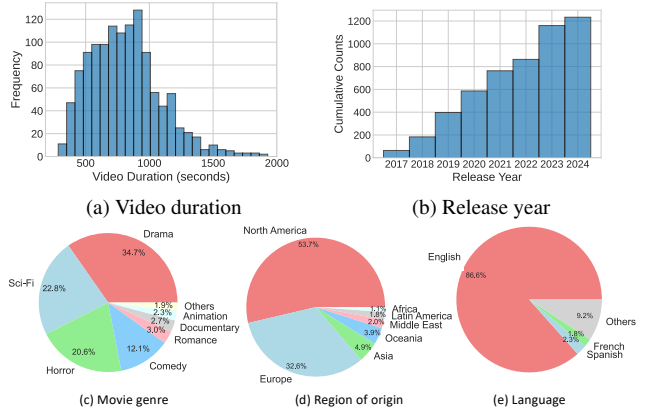 120
100
80
60
40
20
0
Frequency
500
1000
1500
2000
Video Duration (seconds)
(a) Video duration
1200
1000
800
600
400
200
0
Cumulative Counts
2017 2018 2019 2020 2021 2022 2023 2024
Release Year
(b) Release year
Drama
34.7%
Sci-Fi
22.8%
Horror
20.6%
Comedy
12.1%
Romance
3.0%
Documentary
2.7%
Animation
2.3%
Others
1.9%
(c) Movie genre
North America
53.7%
Europe
32.6%
Asia
4.9%
Oceania
3.9%
Middle East
2.0%
Latin America
1.8%
Africa
1.1%
(d) Region of origin
English
86.6%
Others
9.2%
French
1.8%
Spanish
2.3%
(e) Language